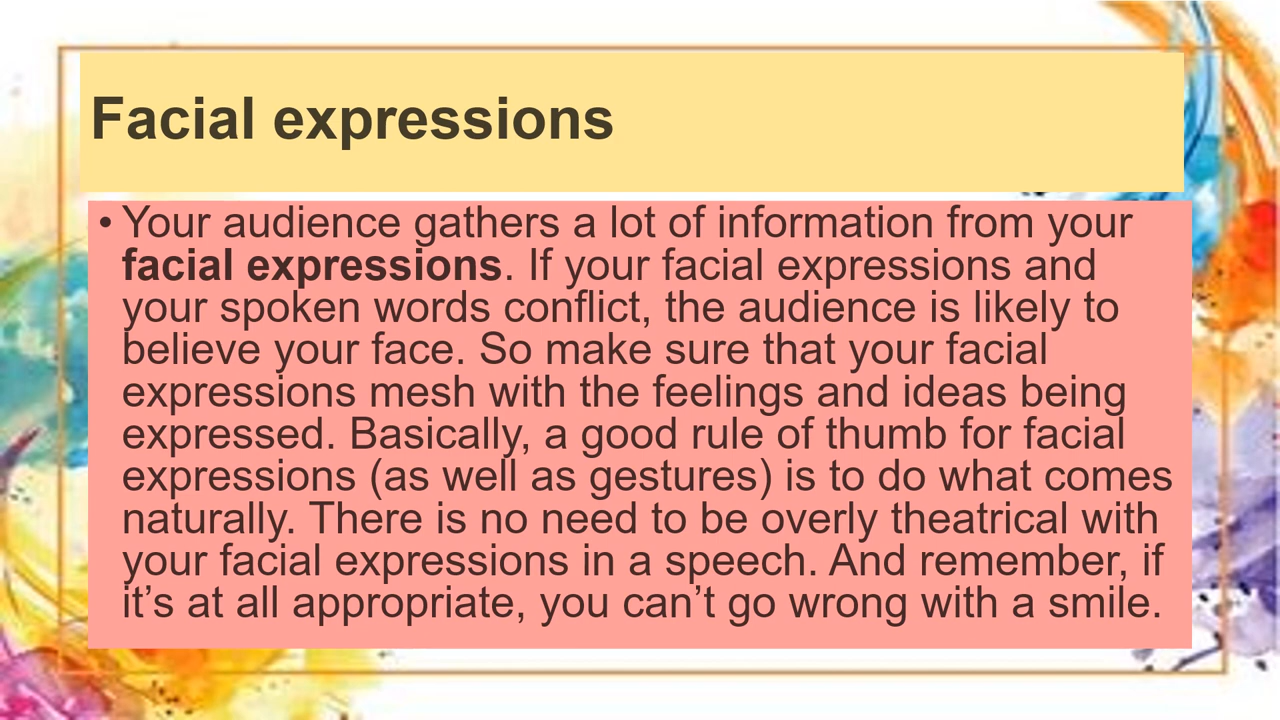 Facial expressions
• Your audience gathers a lot of information from your
facial expressions. If your facial expressions and
your spoken words conflict, the audience is likely to
believe your face. So make sure that your facial
expressions mesh with the feelings and ideas being
expressed. Basically, a good rule of thumb for facial
expressions (as well as gestures) is to do what comes
naturally. There is no need to be overly theatrical with
your facial expressions in a speech. And remember, if
it’s at all appropriate, you can’t go wrong with a smile.